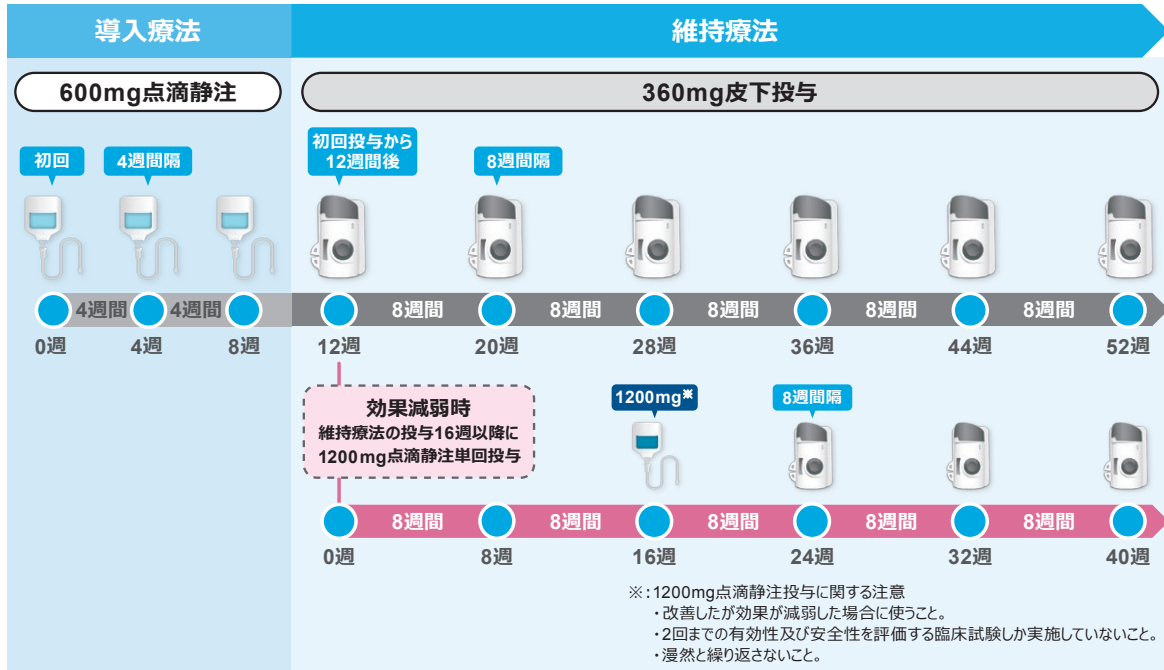 導入療法
維持療法
600mg点滴静注
360mg皮下投与
初回
4週間隔
初回投与から
12週間後
8週間隔
4週間
4週間
8週間
8週間
8週間
8週間
8週間
0週
4週
8週
12週
20週
28週
36週
44週
52週
効果減弱時
維持療法の投与16週以降に
1200mg点滴静注単回投与
1200mg※
8週間隔
8週間
8週間
8週間
8週間
8週間
0週
8週
16週
24週
32週
40週
※:1200mg点滴静注投与に関する注意
・改善したが効果が減弱した場合に使うこと。
・2回までの有効性及び安全性を評価する臨床試験しか実施していないこと。
・漫然と繰り返さないこと。